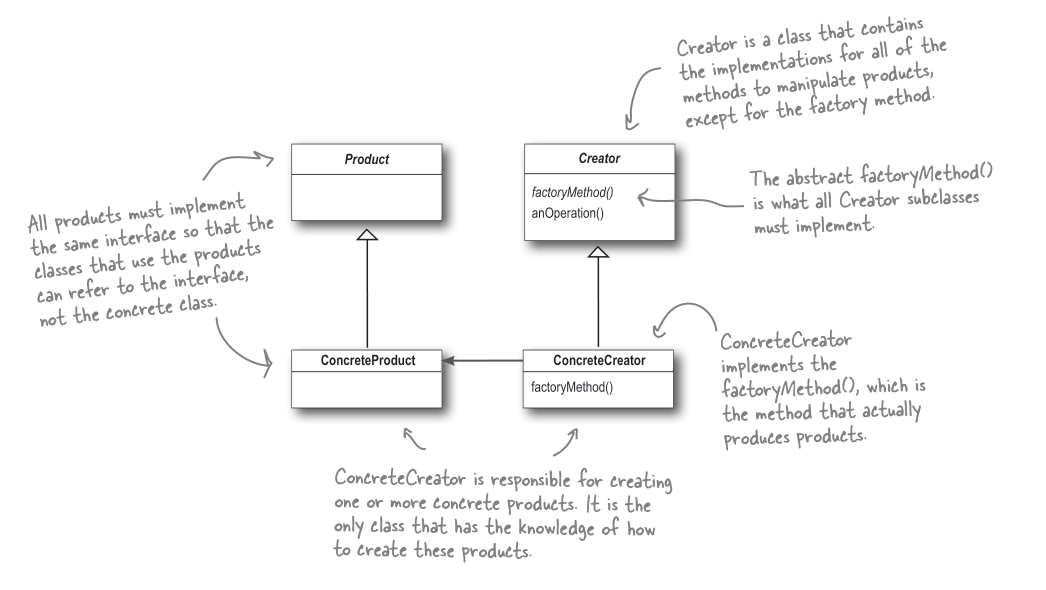 Creator is a class that contains
the implementations for all of the
methods to manipulate products,
except for the factory method.
Product
Creator
factoryMethod()
anOperation()
The abstract factoryMethod()
is what all Creator subclasses
must implement.
All products must implement
the same interface so that the
classes that use the products
can refer to the interface,
not the concrete class.
ConcreteProduct
ConcreteCreator
factoryMethod()
ConcreteCreator
implements the
factoryMethod(), which is
the method that actually
produces products.
ConcreteCreator is responsible for creating
one or more concrete products. It is the
only class that has the knowledge of how
to create these products.